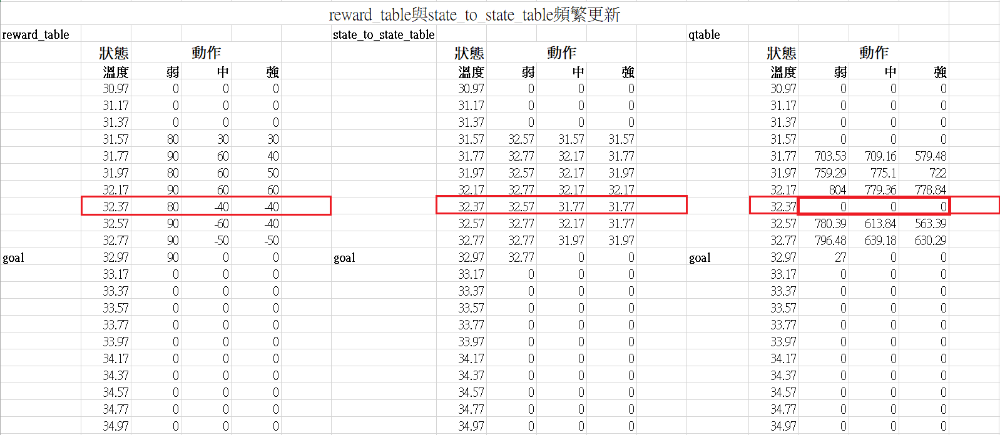 reward_table與state_to_state_table頻繁更新
reward_table state_to_state_table qtable
狀態 動作 狀態 動作 狀態 動作
溫度 弱 中 強 溫度 弱 中 強 溫度 弱 中 強
30.97 0 0 0 30.97 0 0 0 30.97 0 0 0
31.17 0 0 0 31.17 0 0 0 31.17 0 0 0
31.37 0 0 0 31.37 0 0 0 31.37 0 0 0
31.57 80 30 30 31.57 32.57 31.57 31.57 31.57 0 0 0
31.77 90 60 40 31.77 32.77 32.17 31.77 31.77 703.53 709.16 579.48
31.97 80 60 50 31.97 32.57 32.17 31.97 31.97 759.29 775.1 722
32.17 90 60 60 32.17 32.77 32.17 32.17 32.17 804 779.36 778.84
32.37 80 -40 -40 32.37 32.57 31.77 31.77 32.37 0 0 0
32.57 90 -60 -40 32.57 32.77 32.17 31.77 32.57 780.39 613.84 563.39
32.77 90 -50 -50 32.77 32.77 31.97 31.97 32.77 796.48 639.18 630.29
goal 32.97 90 0 0 goal 32.97 32.77 0 0 goal 32.97 27 0 0
33.17 0 0 0 33.17 0 0 0 33.17 0 0 0
33.37 0 0 0 33.37 0 0 0 33.37 0 0 0
33.57 0 0 0 33.57 0 0 0 33.57 0 0 0
33.77 0 0 0 33.77 0 0 0 33.77 0 0 0
33.97 0 0 0 33.97 0 0 0 33.97 0 0 0
34.17 0 0 0 34.17 0 0 0 34.17 0 0 0
34.37 0 0 0 34.37 0 0 0 34.37 0 0 0
34.57 0 0 0 34.57 0 0 0 34.57 0 0 0
34.77 0 0 0 34.77 0 0 0 34.77 0 0 0
34.97 0 0 0 34.97 0 0 0 34.97 0 0 0